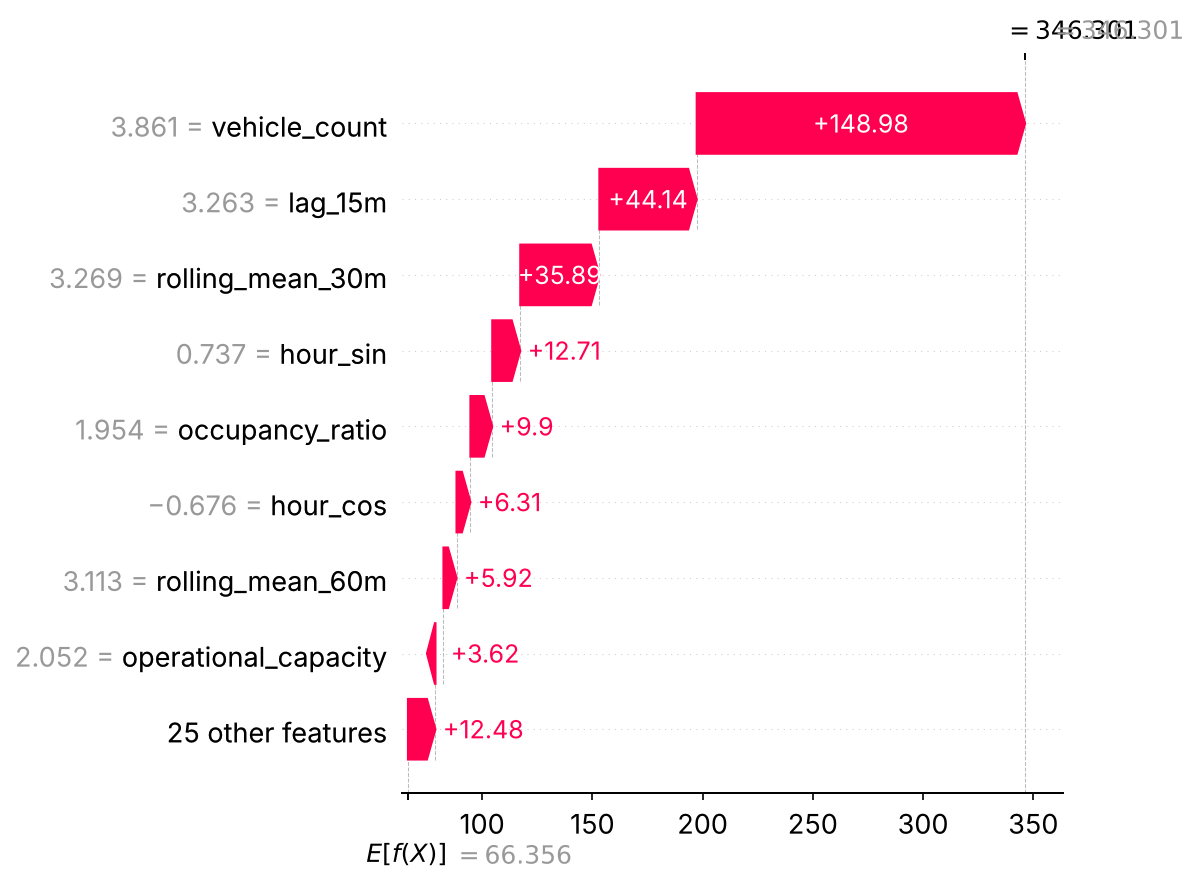 = 346.301
= 346.301
3.861 = vehicle_count
+148.98
3.263 = lag_15m
+44.14
3.269 = rolling_mean_30m
+35.89
0.737 = hour_sin
+12.71
1.954 = occupancy_ratio
+9.9
−0.676 = hour_cos
+6.31
3.113 = rolling_mean_60m
+5.92
2.052 = operational_capacity
+3.62
25 other features
+12.48
100 150 200 250 300 350
E[f(X)] = 66.356